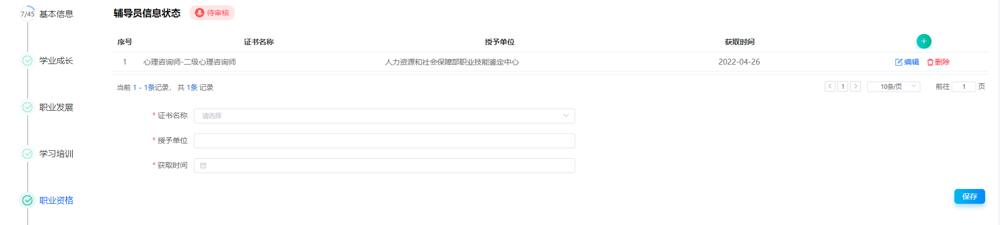 7/45 基本信息
学业成长
职业发展
学习培训
职业资格
辅导员信息状态 待审核
序号 证书名称 授予单位 获取时间 +
1 心理咨询师-二级心理咨询师 人力资源和社会保障部职业技能鉴定中心 2022-04-26 编辑 删除
当前 1 - 1条记录， 共 1条 记录 1 10条/页 前往 1 页
* 证书名称 请选择
* 授予单位
* 获取时间
保存